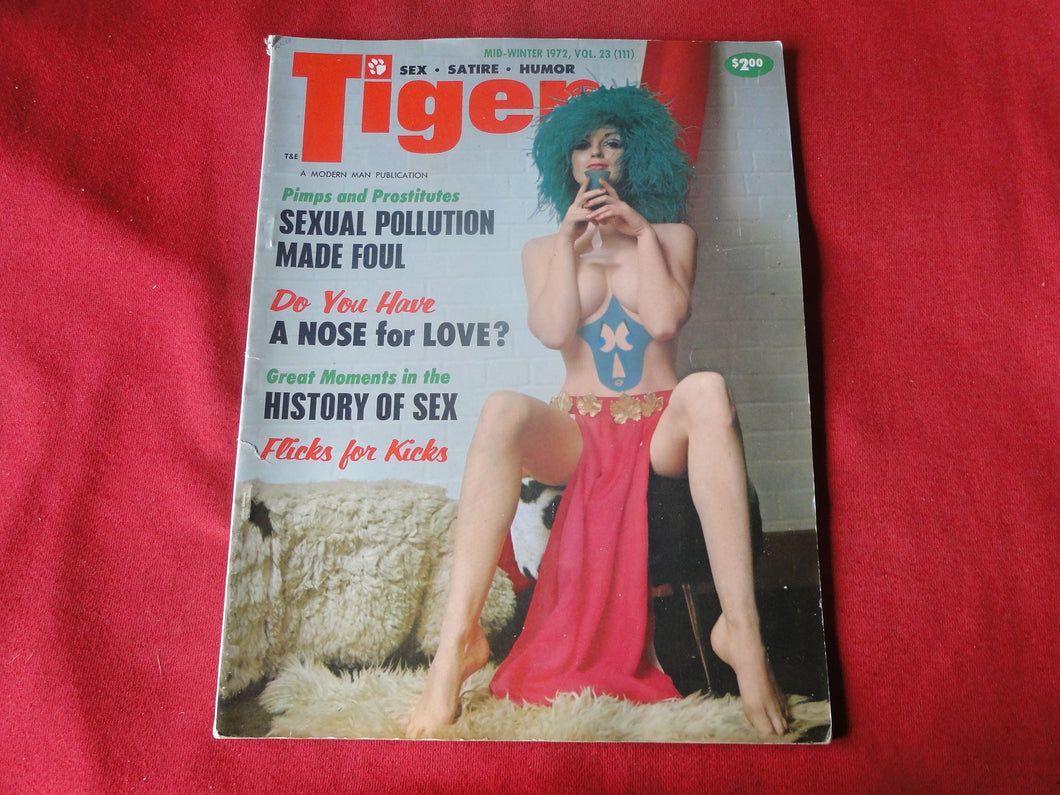 MID-WINTER 1972, VOL. 23 (111)
$2.00
SEX • SATIRE • HUMOR
Tiger
T&E
A MODERN MAN PUBLICATION
Pimps and Prostitutes
SEXUAL POLLUTION
MADE FOUL
Do You Have
A NOSE for LOVE?
Great Moments in the
HISTORY OF SEX
Flicks for Kicks